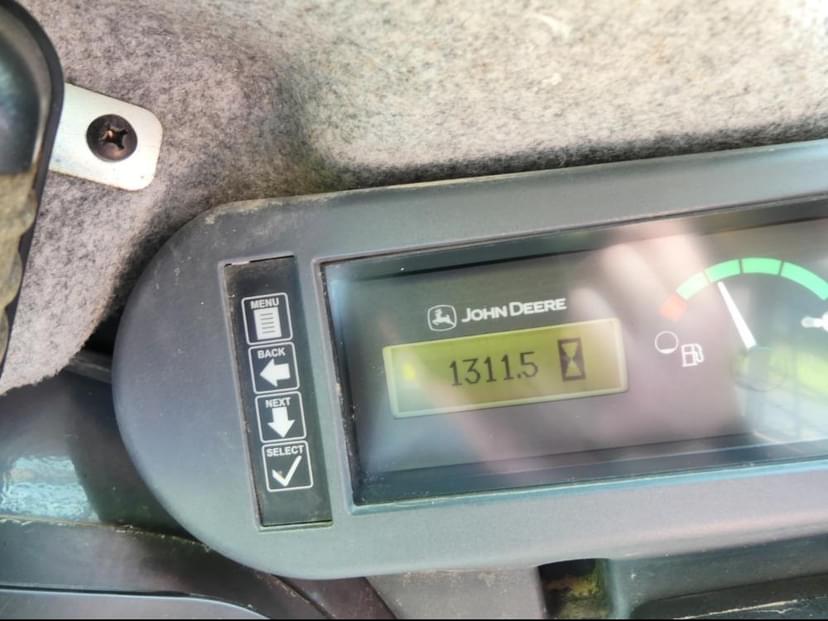 MENU
BACK
NEXT
SELECT
JOHN DEERE
1311.5